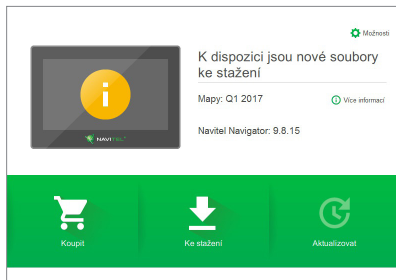 Možnosti
K dispozici jsou nové soubory
ke stažení
Mapy: Q1 2017
Více informací
Navitel Navigator: 9.8.15
NAVITEL
Koupit
Ke stažení
Aktualizovat